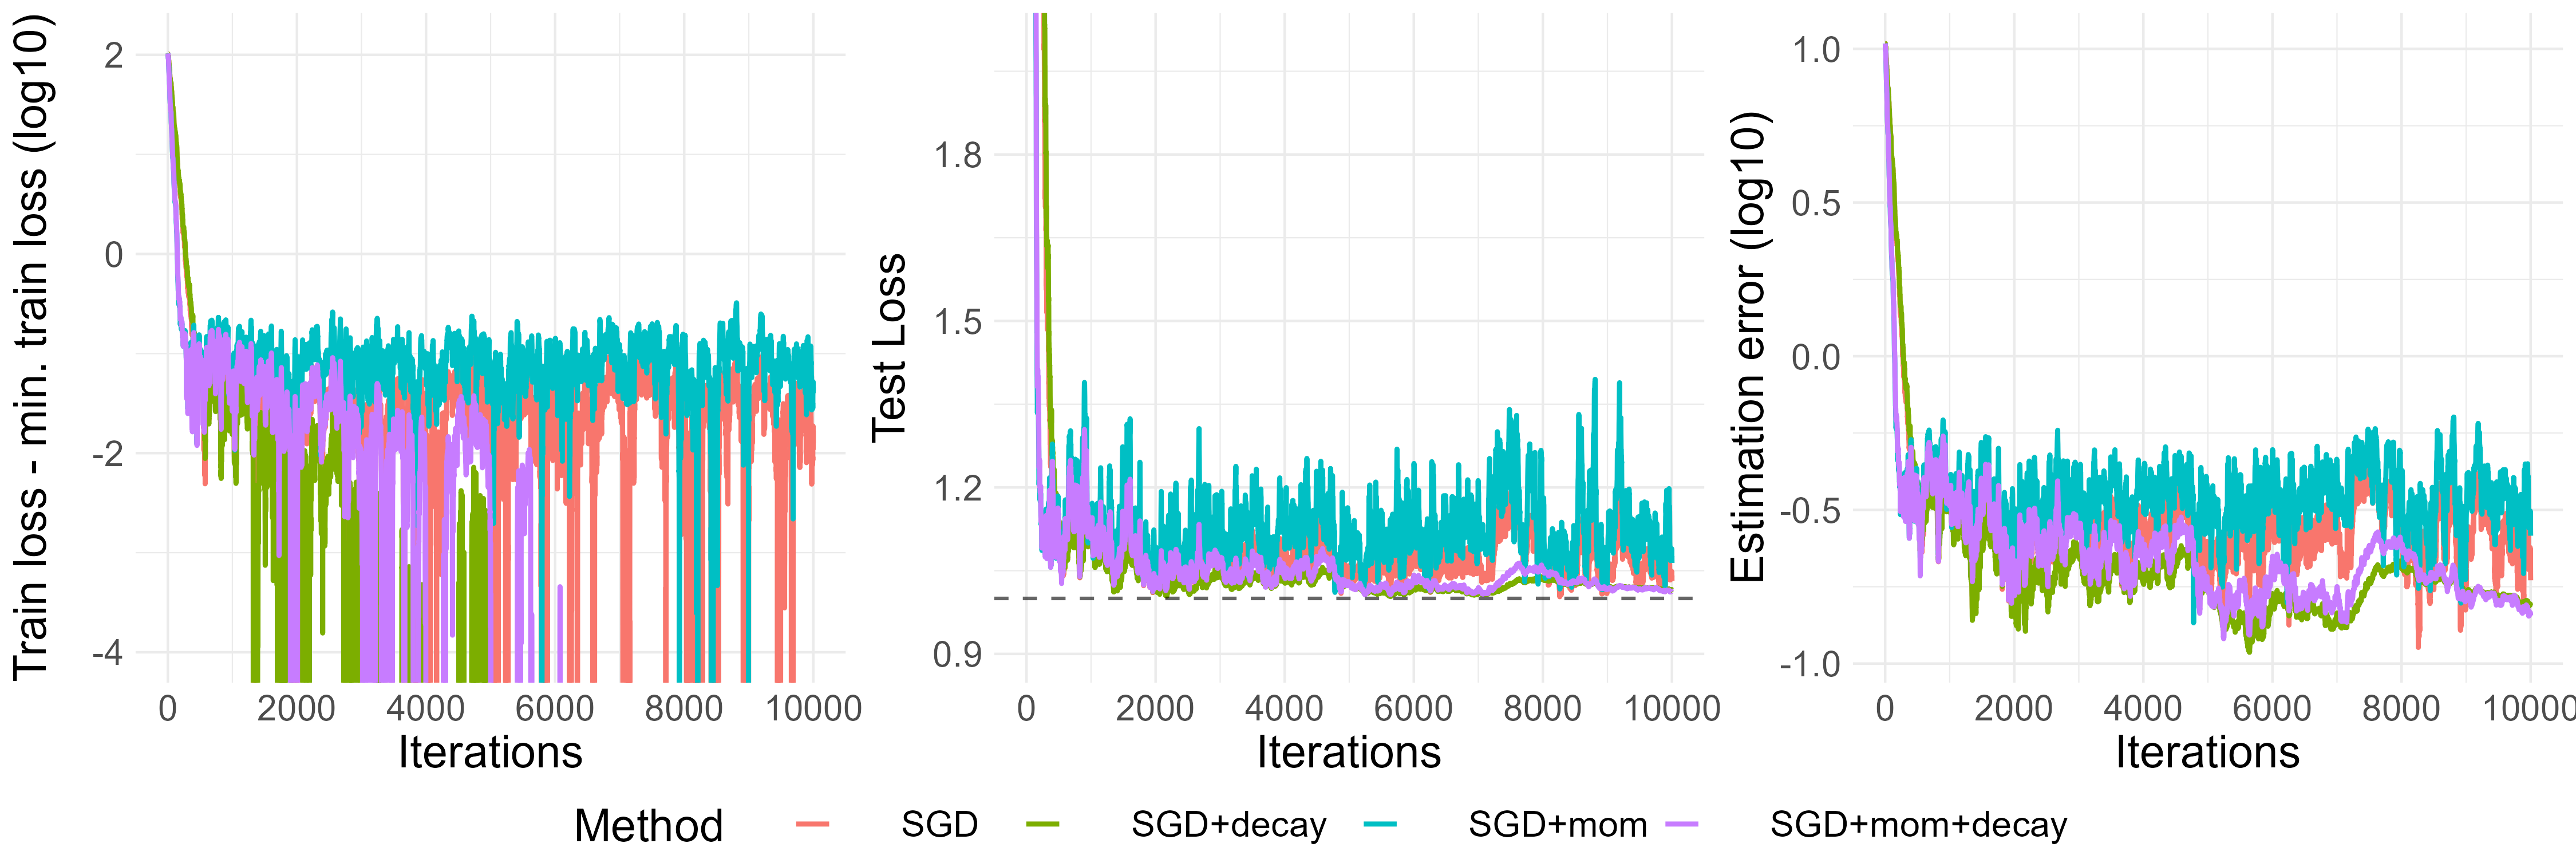 Train loss - min. train loss (log10)
2
0
-2
-4
0 2000 4000 6000 8000 10000
Iterations
Test Loss
1.8
1.5
1.2
0.9
0 2000 4000 6000 8000 10000
Iterations
Estimation error (log10)
1.0
0.5
0.0
-0.5
-1.0
0 2000 4000 6000 8000 10000
Iterations
Method SGD SGD+decay SGD+mom SGD+mom+decay